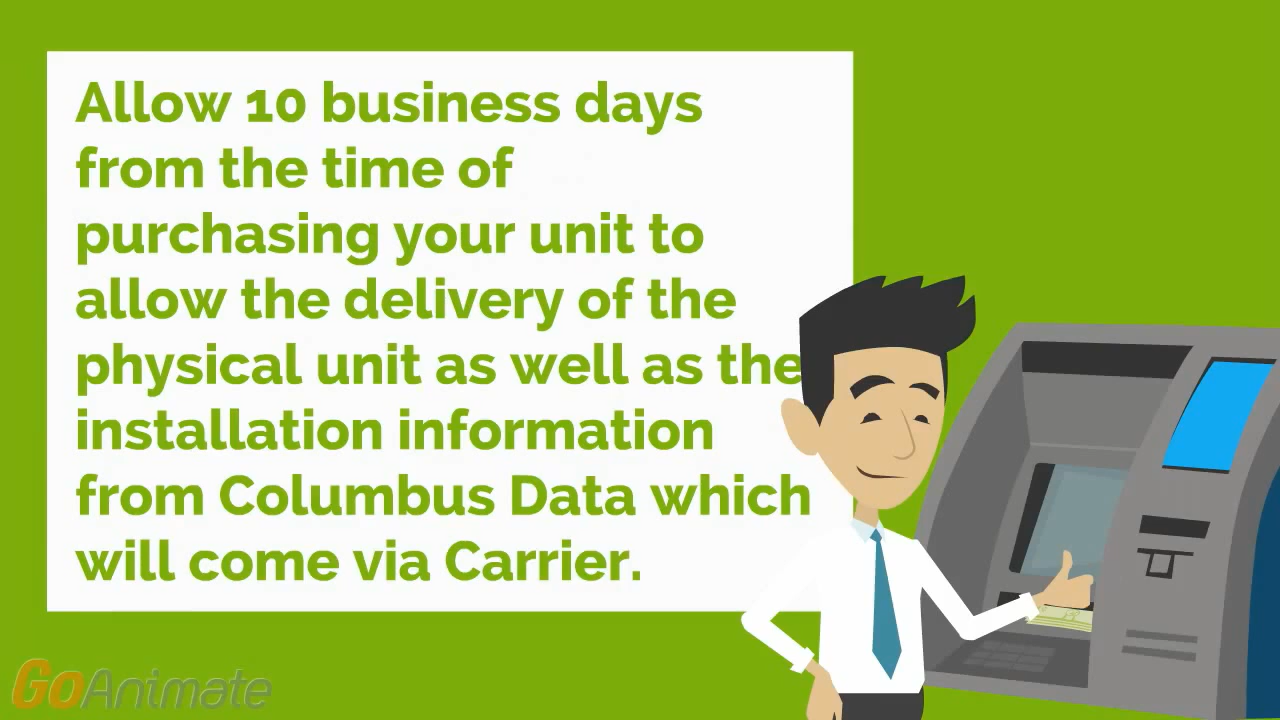 Allow 10 business days
from the time of
purchasing your unit to
allow the delivery of the
physical unit as well as the
installation information
from Columbus Data which
will come via Carrier.
GoAnimate